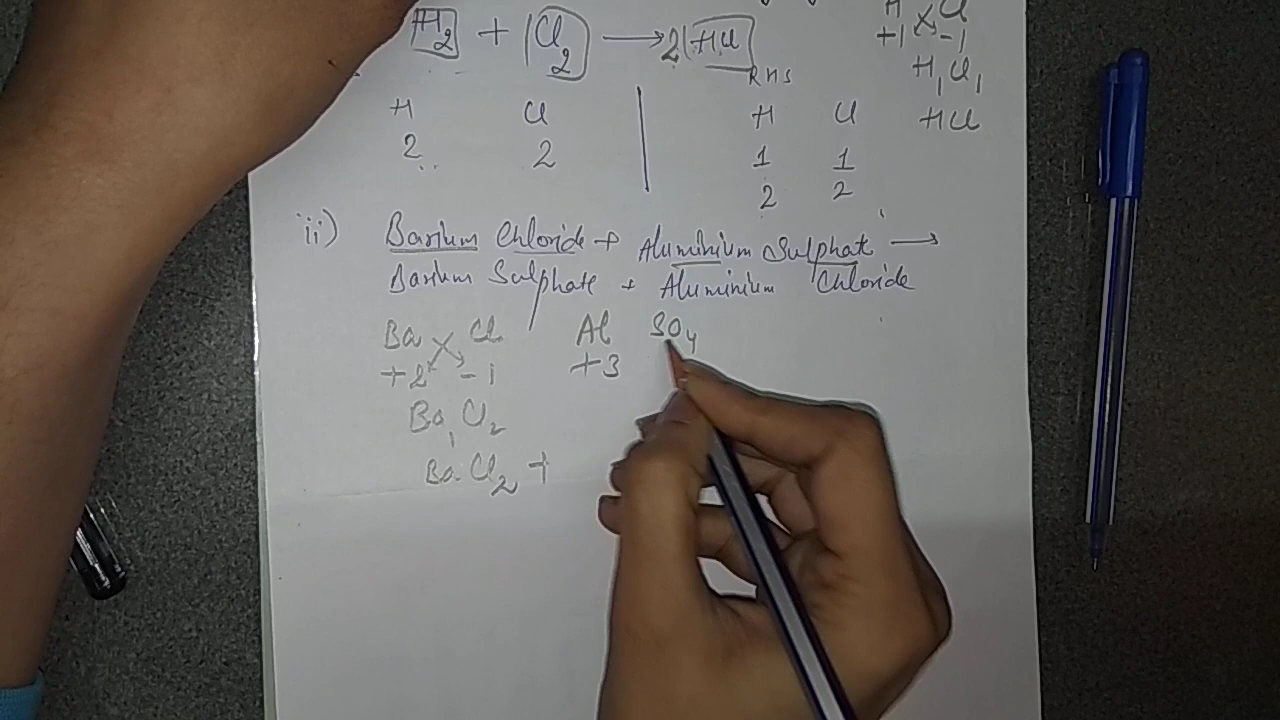 H₂ + Cl₂ → 2HCl
H Cl
+1 -1
H₁Cl₁
HCl
RHS
H Cl | H Cl
2 2 | 1 1
2 2
ii) Barium Chloride + Aluminium Sulphate →
Barium Sulphate + Aluminium Chloride
Ba Cl Al SO₄
+2 -1 +3
Ba₁Cl₂
BaCl₂ +